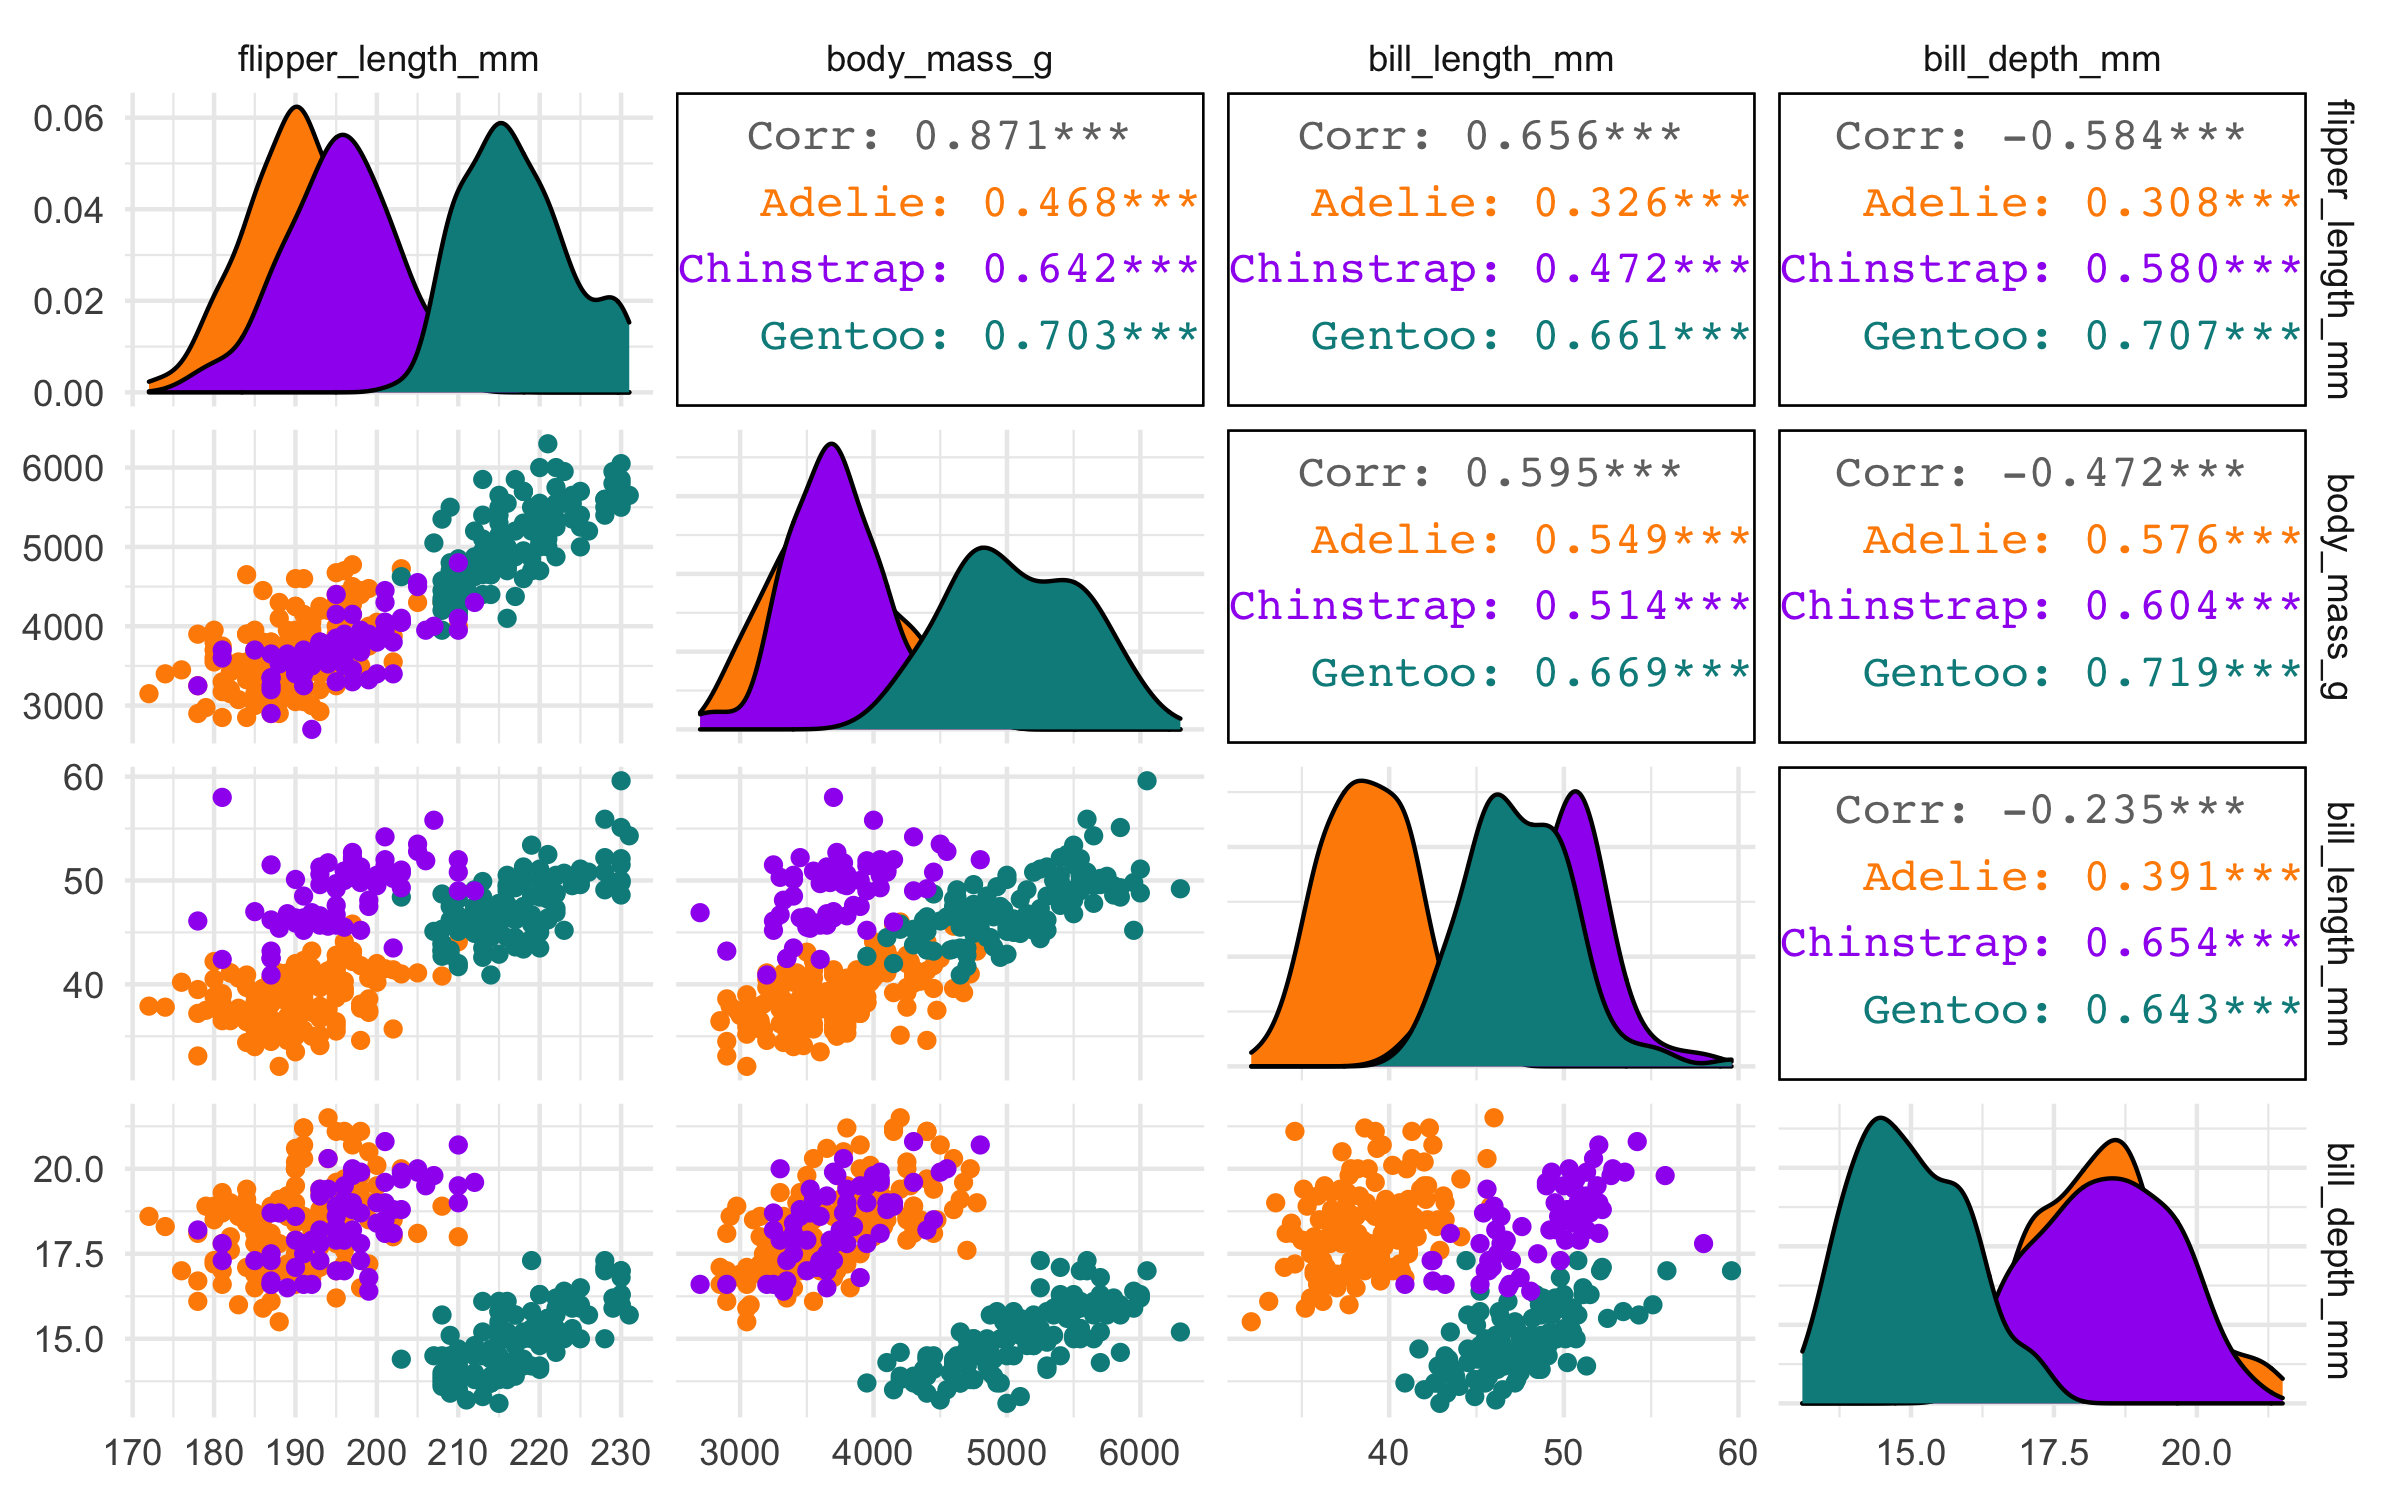 flipper_length_mm
body_mass_g
bill_length_mm
bill_depth_mm
0.06
0.04
0.02
0.00
Corr: 0.871***
Adelie: 0.468***
Chinstrap: 0.642***
Gentoo: 0.703***
Corr: 0.656***
Adelie: 0.326***
Chinstrap: 0.472***
Gentoo: 0.661***
Corr: -0.584***
Adelie: 0.308***
Chinstrap: 0.580***
Gentoo: 0.707***
flipper_length_mm
6000
5000
4000
3000
Corr: 0.595***
Adelie: 0.549***
Chinstrap: 0.514***
Gentoo: 0.669***
Corr: -0.472***
Adelie: 0.576***
Chinstrap: 0.604***
Gentoo: 0.719***
body_mass_g
60
50
40
Corr: -0.235***
Adelie: 0.391***
Chinstrap: 0.654***
Gentoo: 0.643***
bill_length_mm
20.0
17.5
15.0
bill_depth_mm
170 180 190 200 210 220 230
3000 4000 5000 6000
40 50 60
15.0 17.5 20.0